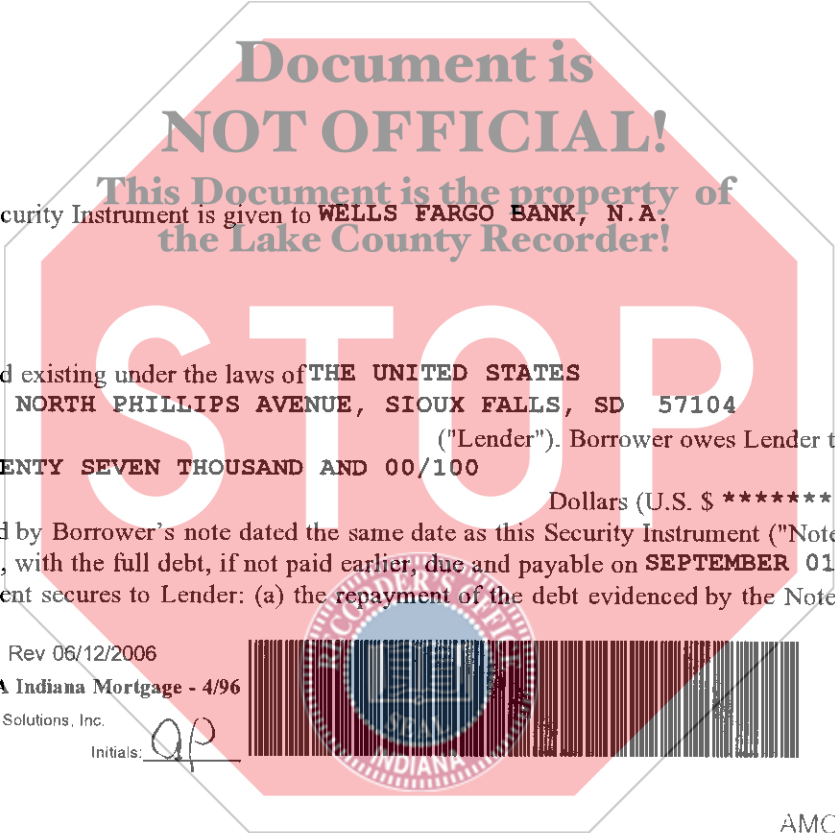 Document is
NOT OFFICIAL!
This Document is the property of
the Lake County Recorder!
curity Instrument is given to WELLS FARGO BANK, N.A.
STOP
d existing under the laws of THE UNITED STATES
NORTH PHILLIPS AVENUE, SIOUX FALLS, SD 57104
("Lender"). Borrower owes Lender t
ENTY SEVEN THOUSAND AND 00/100
Dollars (U.S. $ *******
d by Borrower's note dated the same date as this Security Instrument ("Note
, with the full debt, if not paid earlier, due and payable on SEPTEMBER 01
ent secures to Lender: (a) the repayment of the debt evidenced by the Note
RECORDER'S OFFICE
SEAL
INDIANA
Rev 06/12/2006
A Indiana Mortgage - 4/96
Solutions, Inc.
Initials: ap
AMC